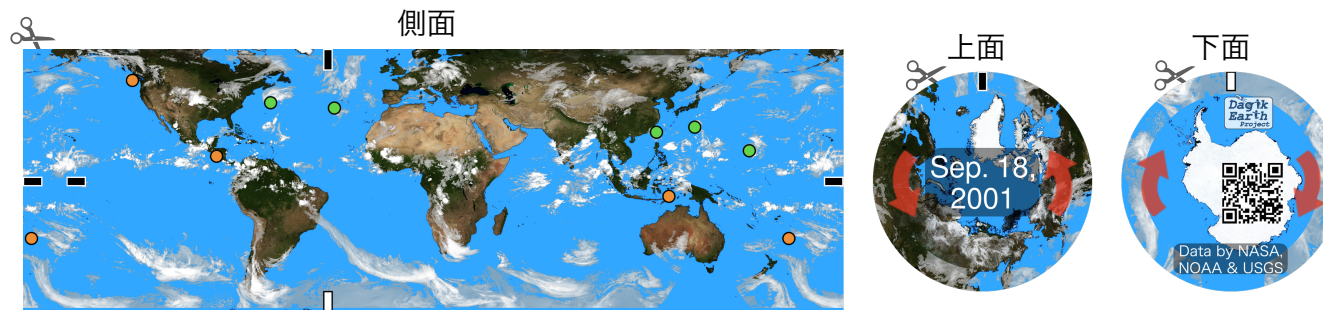 側面
上面
下面
Sep. 18,
2001
Dagik
Earth
Project
Data by NASA,
NOAA & USGS